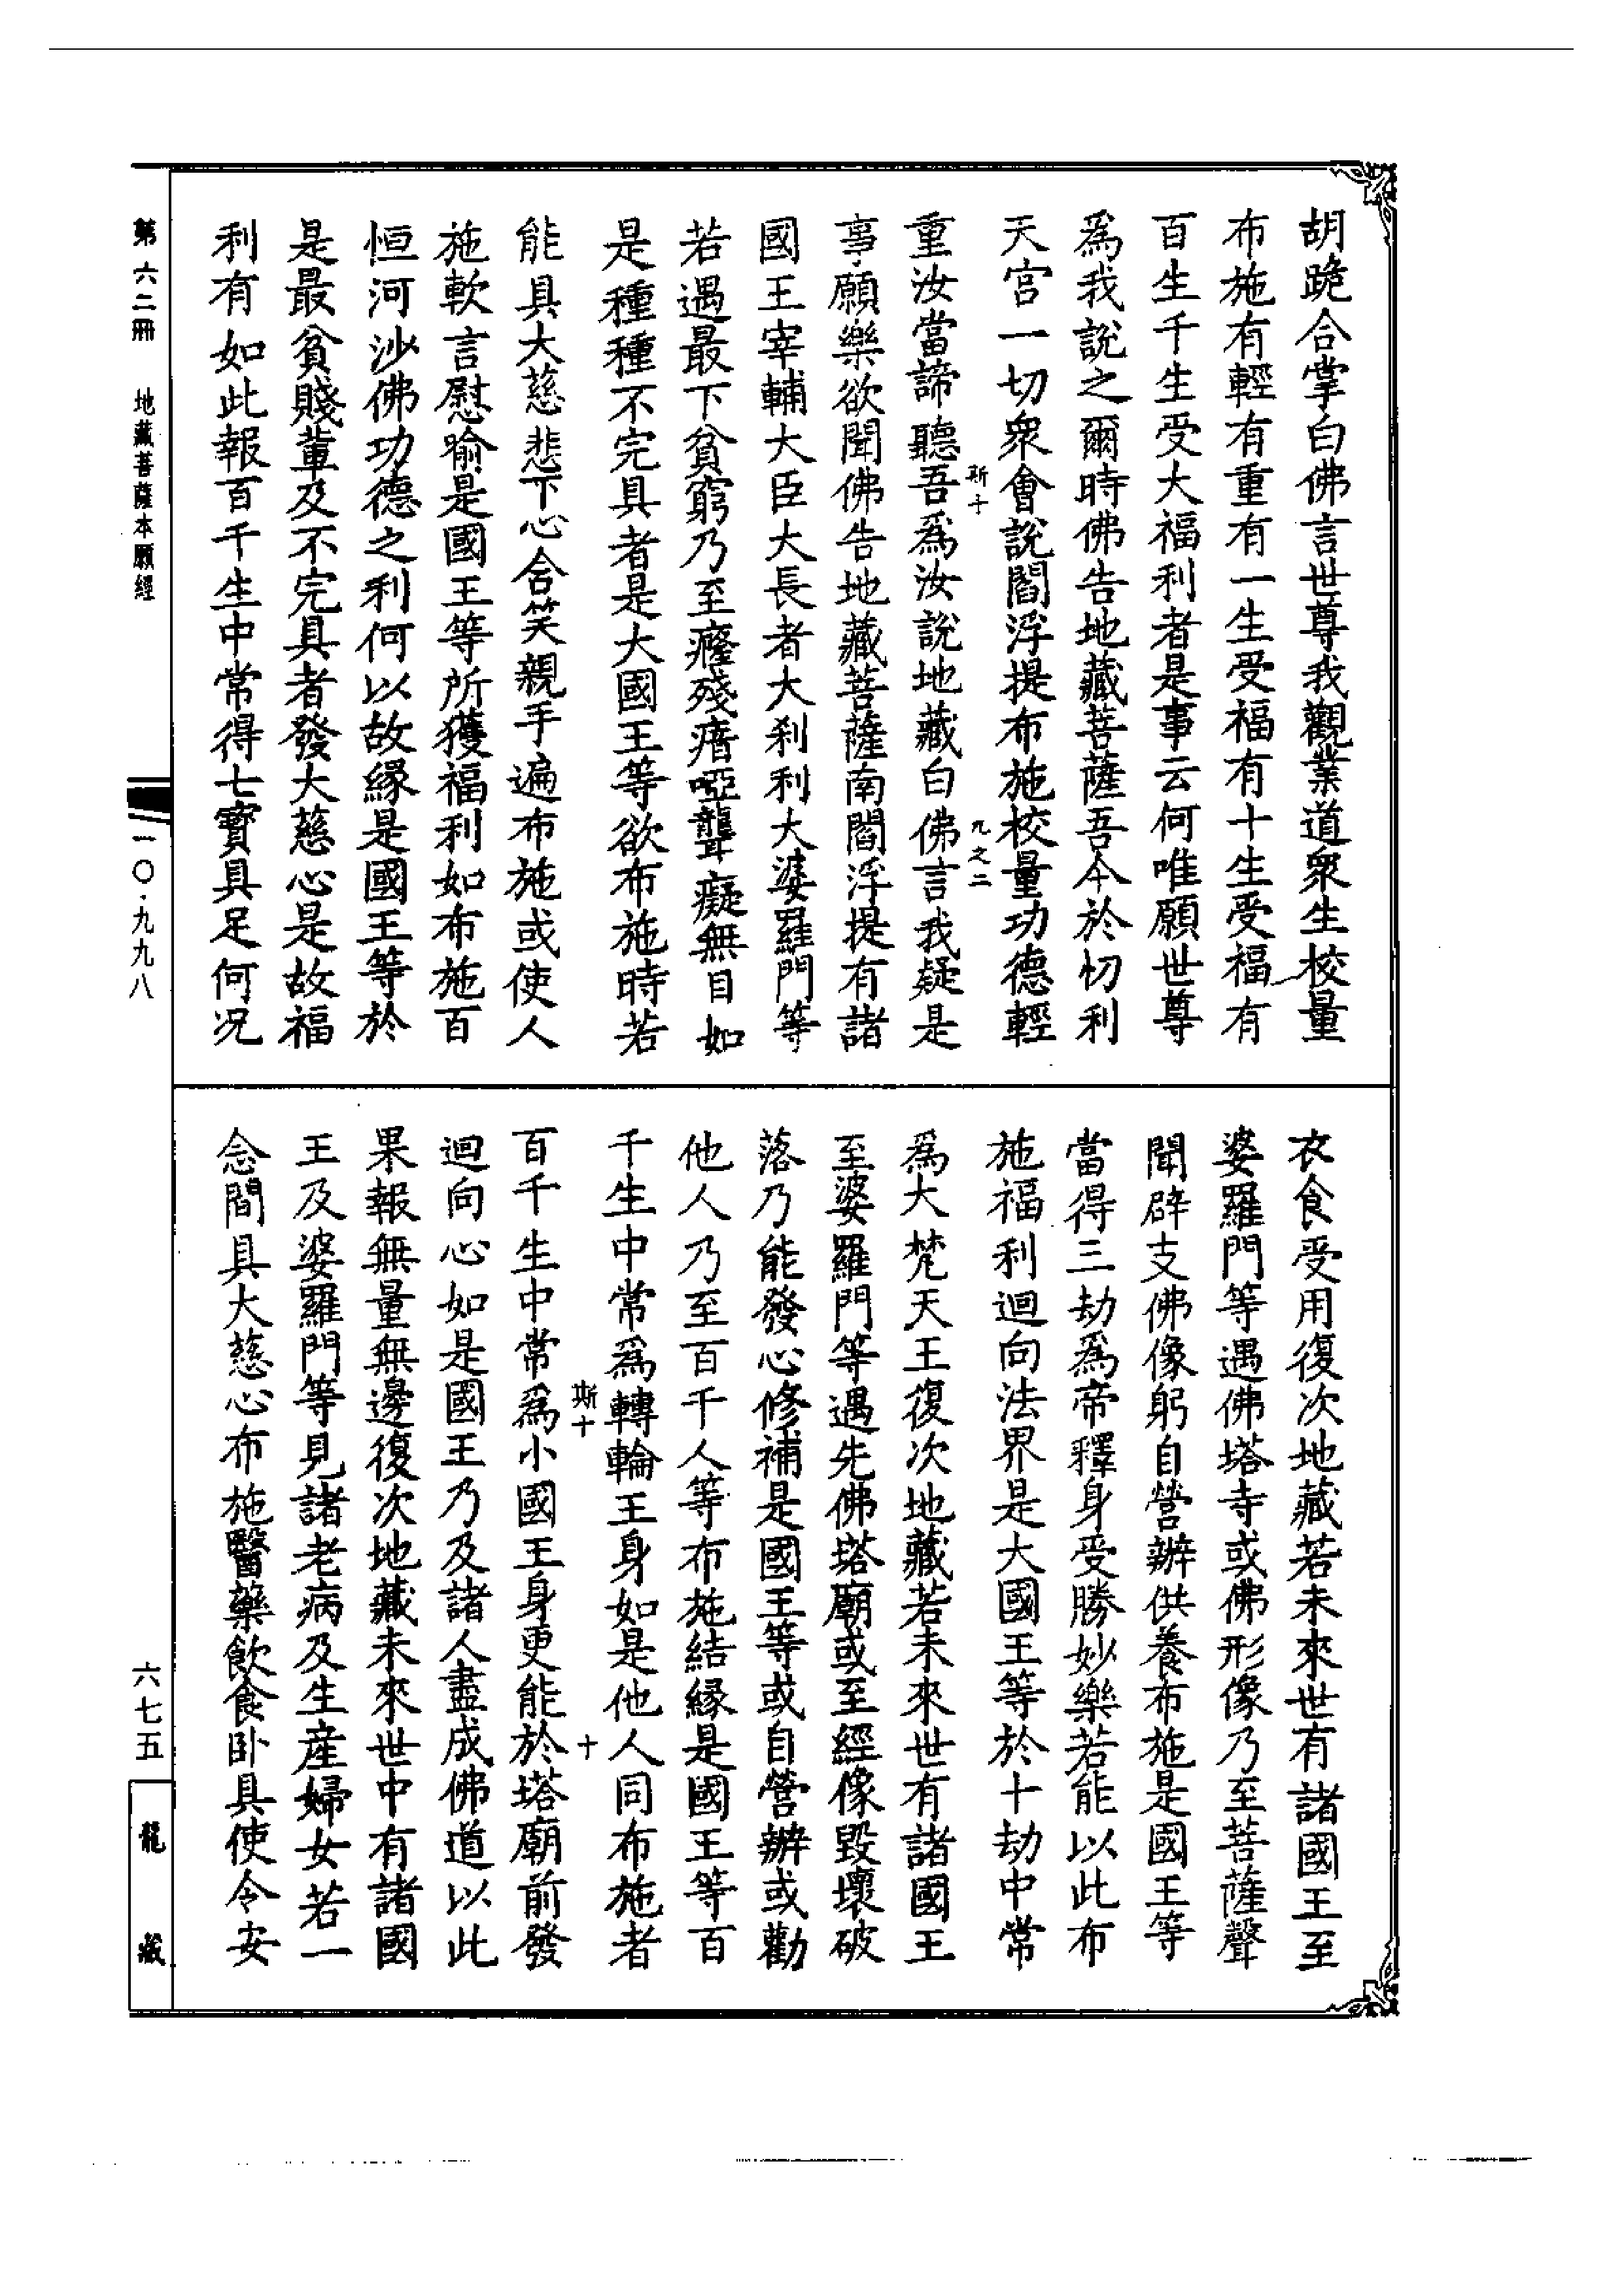 胡跪合掌白佛言世尊我觀業道衆生校量
布施有輕有重有一生受福有十生受福有
百生千生受大福利者是事云何唯願世尊
爲我說之爾時佛告地藏菩薩吾今於忉利
天宮一切衆會說閻浮提布施校量功德輕
重汝當諦聽吾爲汝說地藏白佛言我疑是
事願樂欲聞佛告地藏菩薩南閻浮提有諸
國王宰輔大臣大長者大刹利大婆羅門等
若遇最下貧窮乃至癃殘瘖啞聾癡無目如
是種種不完具者是大國王等欲布施時若
能具大慈悲下心含笑親手遍布施或使人
施軟言慰喻是國王等所獲福利如布施百
恒河沙佛功德之利何以故緣是國王等於
是最貧賤輩及不完具者發大慈心是故福
利有如此報百千生中常得七寶具足何况
衣食受用復次地藏若未來世有諸國王至
婆羅門等遇佛塔寺或佛形像乃至菩薩聲
聞辟支佛像躬自營辦供養布施是國王等
當得三劫爲帝釋身受勝妙樂若能以此布
施福利迴向法界是大國王等於十劫中常
爲大梵天王復次地藏若未來世有諸國王
至婆羅門等遇先佛塔廟或至經像毀壞破
落乃能發心修補是國王等或自營辦或勸
他人乃至百千人等布施結緣是國王等百
千生中常爲轉輪王身如是他人同布施者
百千生中常爲小國王身更能於塔廟前發
迴向心如是國王乃及諸人盡成佛道以此
果報無量無邊復次地藏未來世中有諸國
王及婆羅門等見諸老病及生產婦女若一
念間具大慈心布施醫藥飲食卧具使令安
九之二
斯十
十
第六二冊 地藏菩薩本願經
一〇·九九八
六七五
龍藏